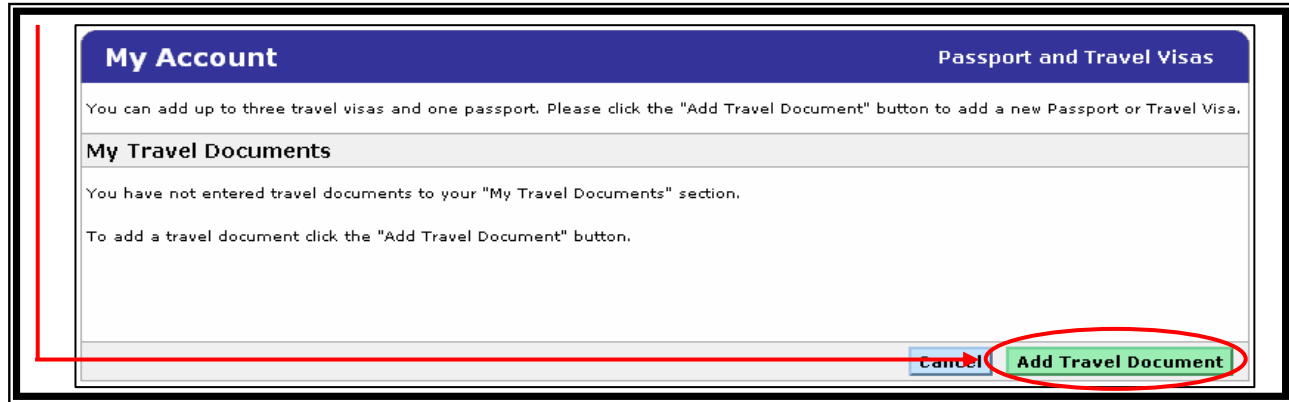 My Account
Passport and Travel Visas
You can add up to three travel visas and one passport. Please click the "Add Travel Document" button to add a new Passport or Travel Visa.
My Travel Documents
You have not entered travel documents to your "My Travel Documents" section.
To add a travel document click the "Add Travel Document" button.
Cancel
Add Travel Document